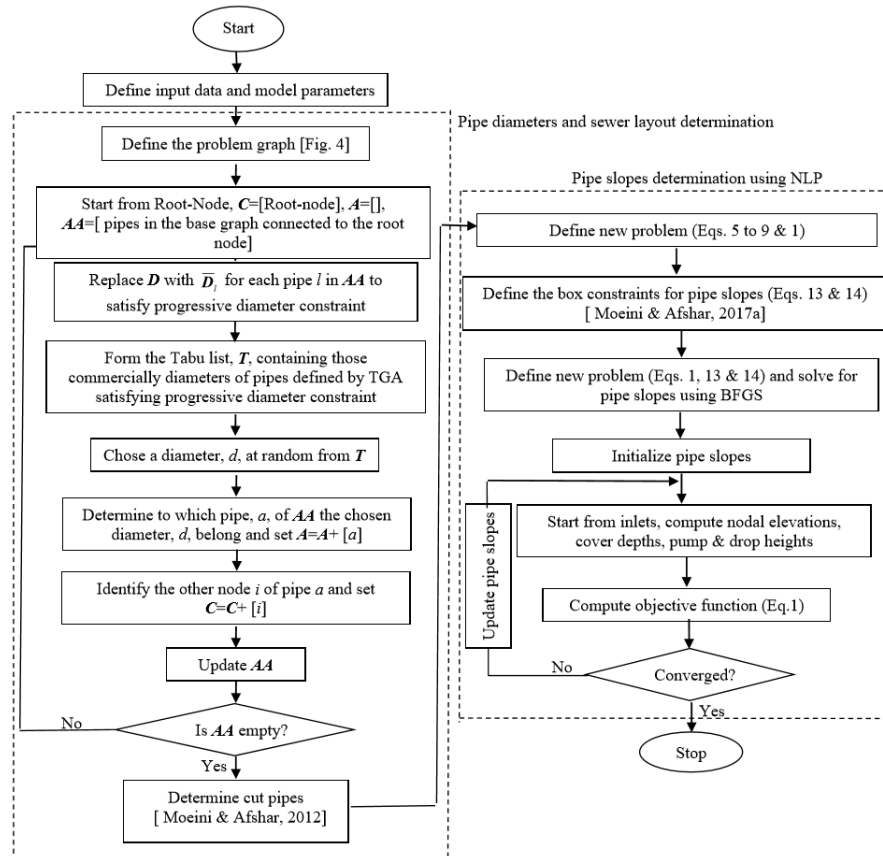 Start
Define input data and model parameters
Pipe diameters and sewer layout determination
Define the problem graph [Fig. 4]
Start from Root-Node, C=[Root-node], A=[],
AA=[ pipes in the base graph connected to the root
node]
Replace D with D̅l for each pipe l in AA to
satisfy progressive diameter constraint
Form the Tabu list, T, containing those
commercially diameters of pipes defined by TGA
satisfying progressive diameter constraint
Chose a diameter, d, at random from T
Determine to which pipe, a, of AA the chosen
diameter, d, belong and set A=A+ [a]
Identify the other node i of pipe a and set
C=C+ [i]
Update AA
Is AA empty?
No
Yes
Determine cut pipes
[ Moeini & Afshar, 2012]
Pipe slopes determination using NLP
Define new problem (Eqs. 5 to 9 & 1)
Define the box constraints for pipe slopes (Eqs. 13 & 14)
[ Moeini & Afshar, 2017a]
Define new problem (Eqs. 1, 13 & 14) and solve for
pipe slopes using BFGS
Initialize pipe slopes
Start from inlets, compute nodal elevations,
cover depths, pump & drop heights
Update pipe slopes
Compute objective function (Eq.1)
Converged?
No
Yes
Stop